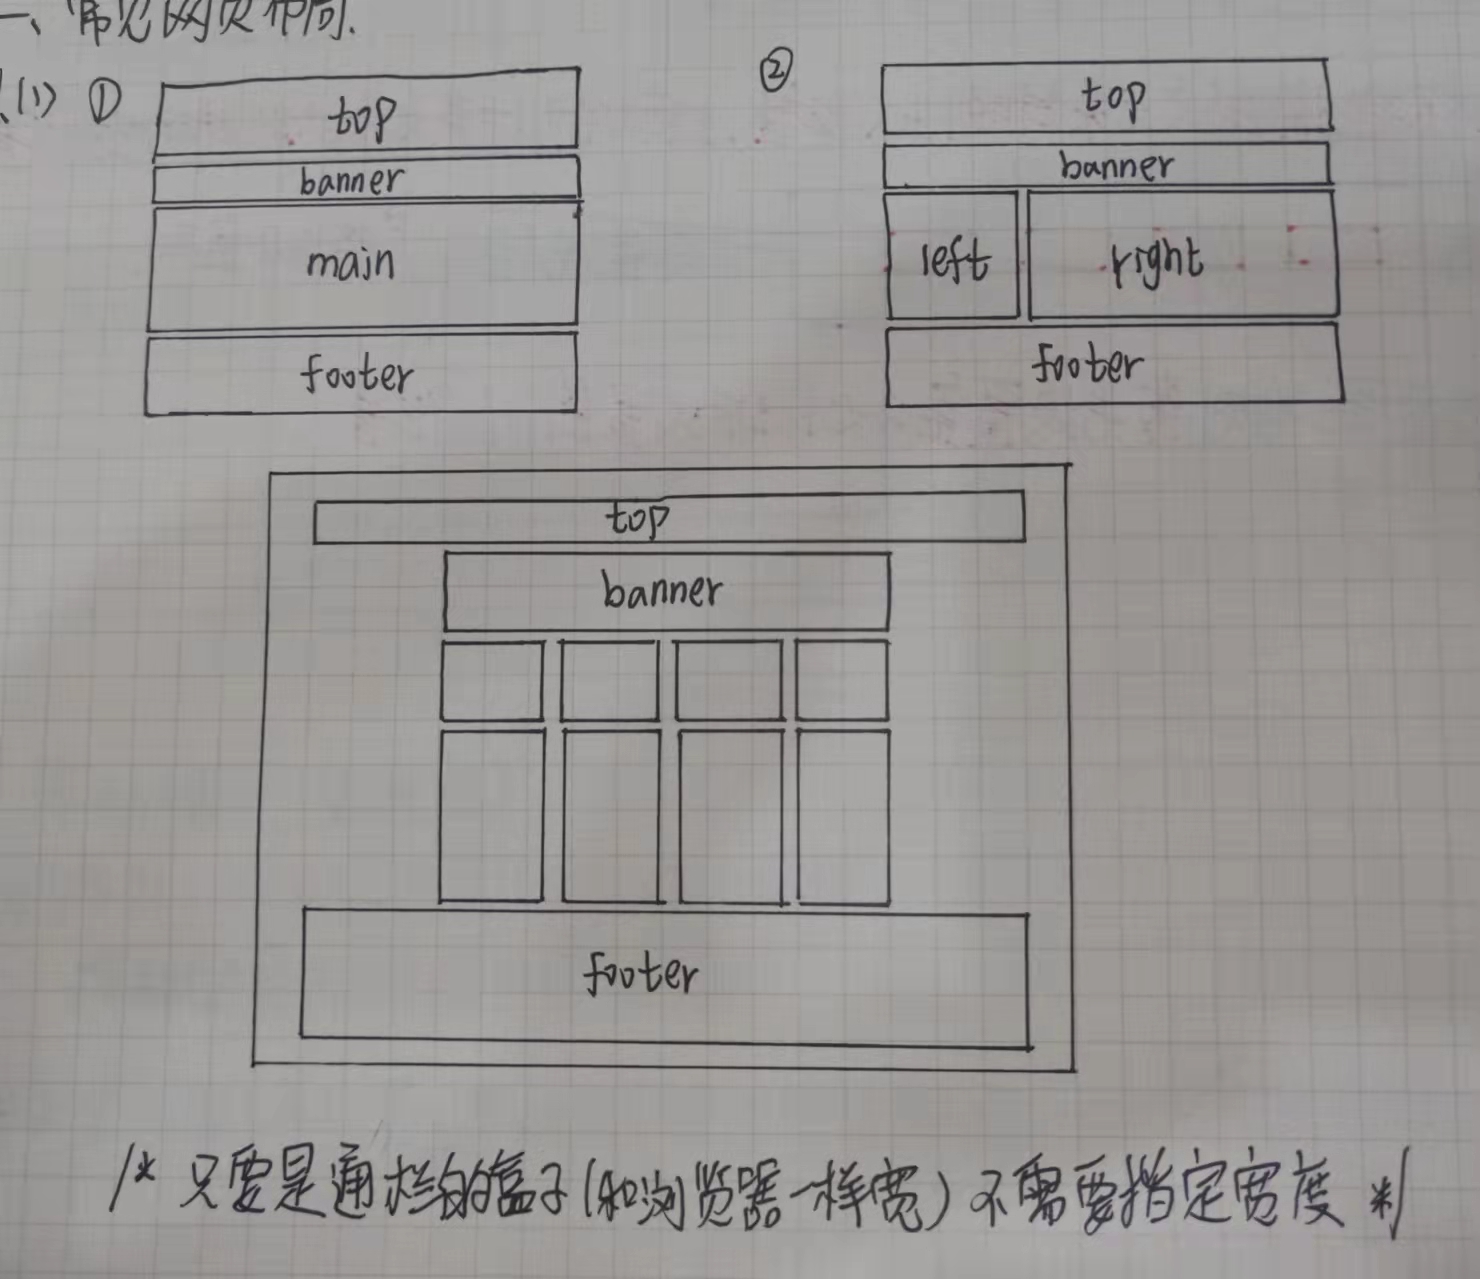 一、常见网页布局.
(1) ①
②
top
banner
main
footer
top
banner
left
right
footer
top
banner
footer
/* 只要是通栏的盒子(和浏览器一样宽)不需要指定宽度 */